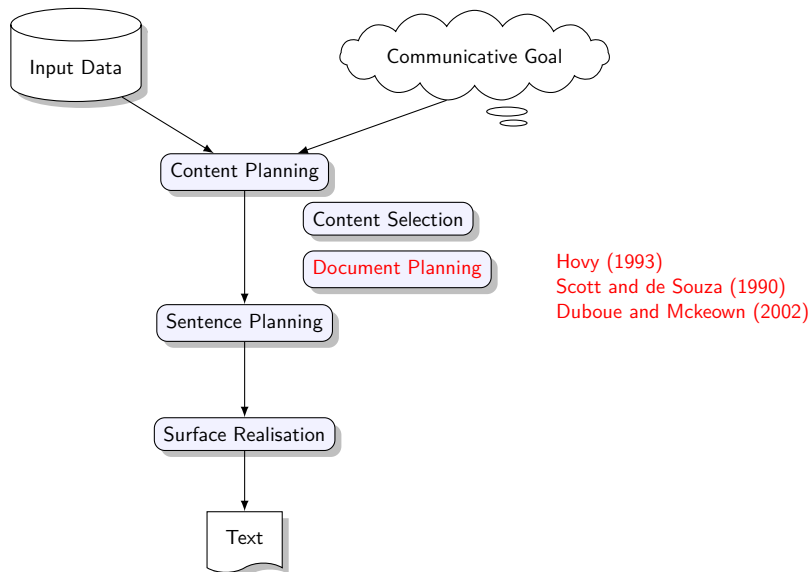 Input Data
Communicative Goal
Content Planning
Content Selection
Document Planning
Hovy (1993)
Scott and de Souza (1990)
Duboue and Mckeown (2002)
Sentence Planning
Surface Realisation
Text